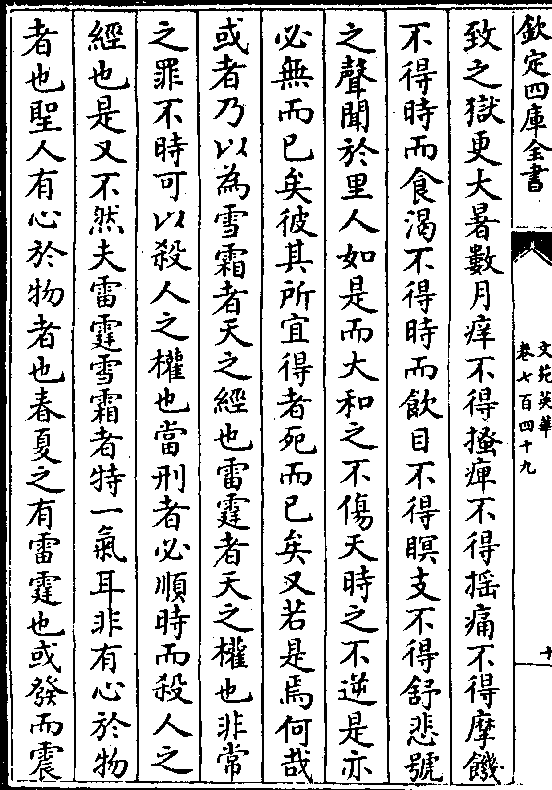 欽定四庫全書
文苑英華
卷七百四十九
十
致之獄更大暑數月痒不得搔痺不得揺痛不得摩饑
不得時而食渴不得時而飲目不得瞑支不得舒悲號
之聲聞於里人如是而大和之不傷天時之不逆是亦
必無而已矣彼其所宜得者死而已矣又若是焉何哉
或者乃以為雪霜者天之經也雷霆者天之權也非常
之罪不時可以殺人之權也當刑者必順時而殺人之
經也是又不然夫雷霆雪霜者特一氣耳非有心於物
者也聖人有心於物者也春夏之有雷霆也或發而震